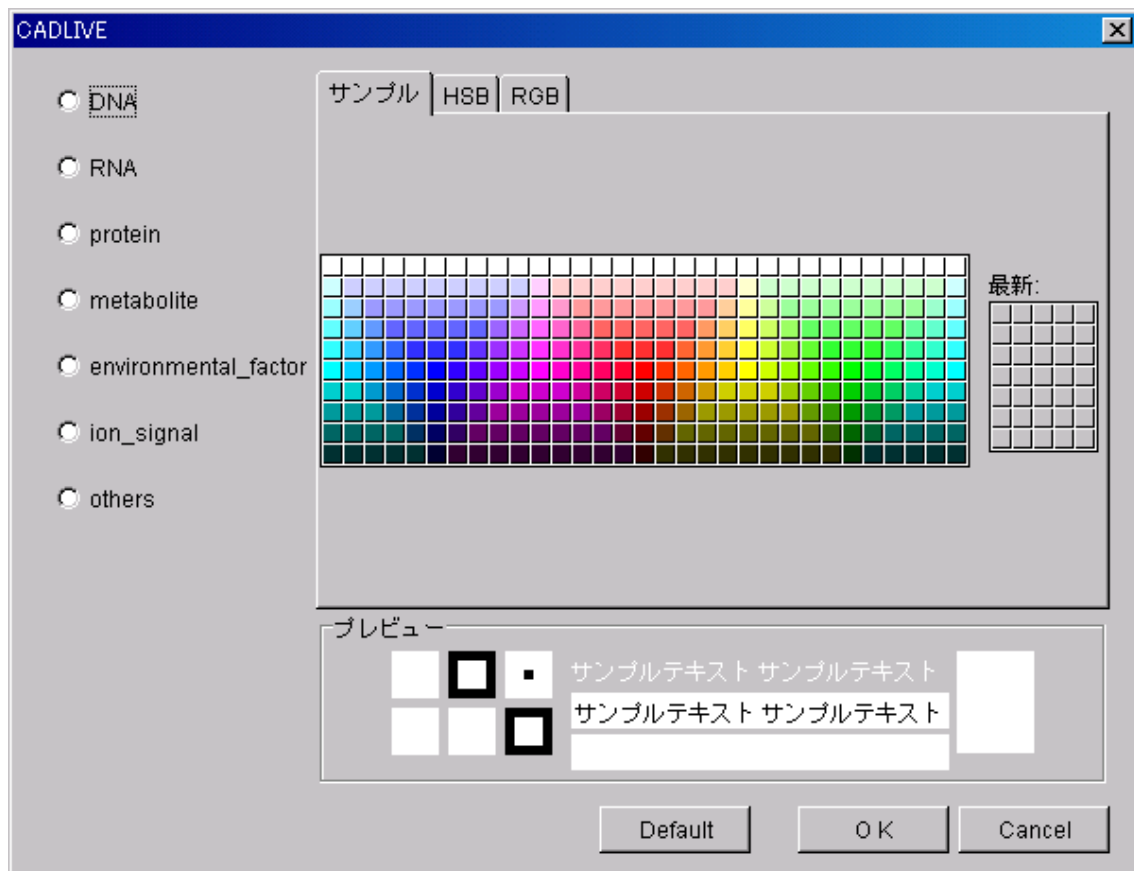 CADLIVE
DNA
RNA
protein
metabolite
environmental_factor
ion_signal
others
サンプル HSB RGB
最新:
プレビュー
サンプルテキスト サンプルテキスト
サンプルテキスト サンプルテキスト
Default OK Cancel